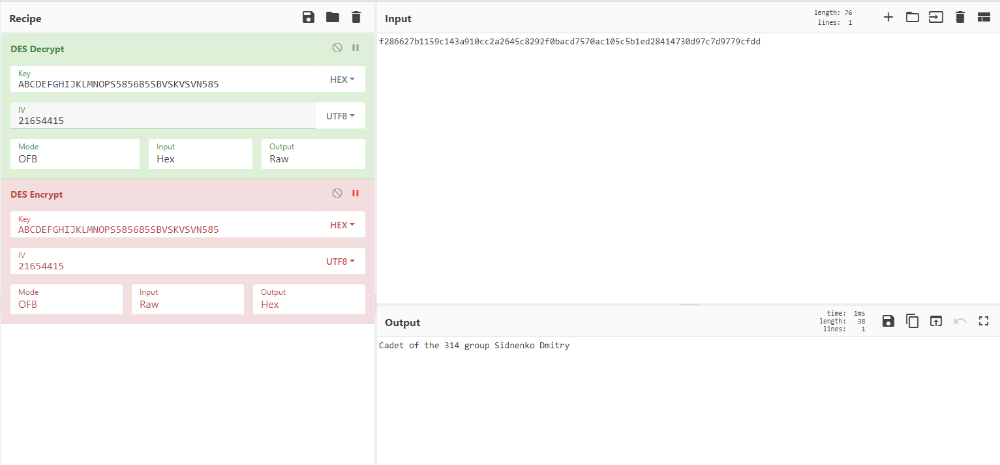 Recipe
DES Decrypt
Key
ABCDEFGHIJKLMNOPS585685SBVSKVSVN585
HEX
IV
21654415
UTF8
Mode
OFB
Input
Hex
Output
Raw
DES Encrypt
Key
ABCDEFGHIJKLMNOPS585685SBVSKVSVN585
HEX
IV
21654415
UTF8
Mode
OFB
Input
Raw
Output
Hex
Input
length: 76
lines: 1
f286627b1159c143a910cc2a2645c8292f0bacd7570ac105c5b1ed28414730d97c7d9779cfdd
Output
time: 1ms
length: 38
lines: 1
Cadet of the 314 group Sidnenko Dmitry